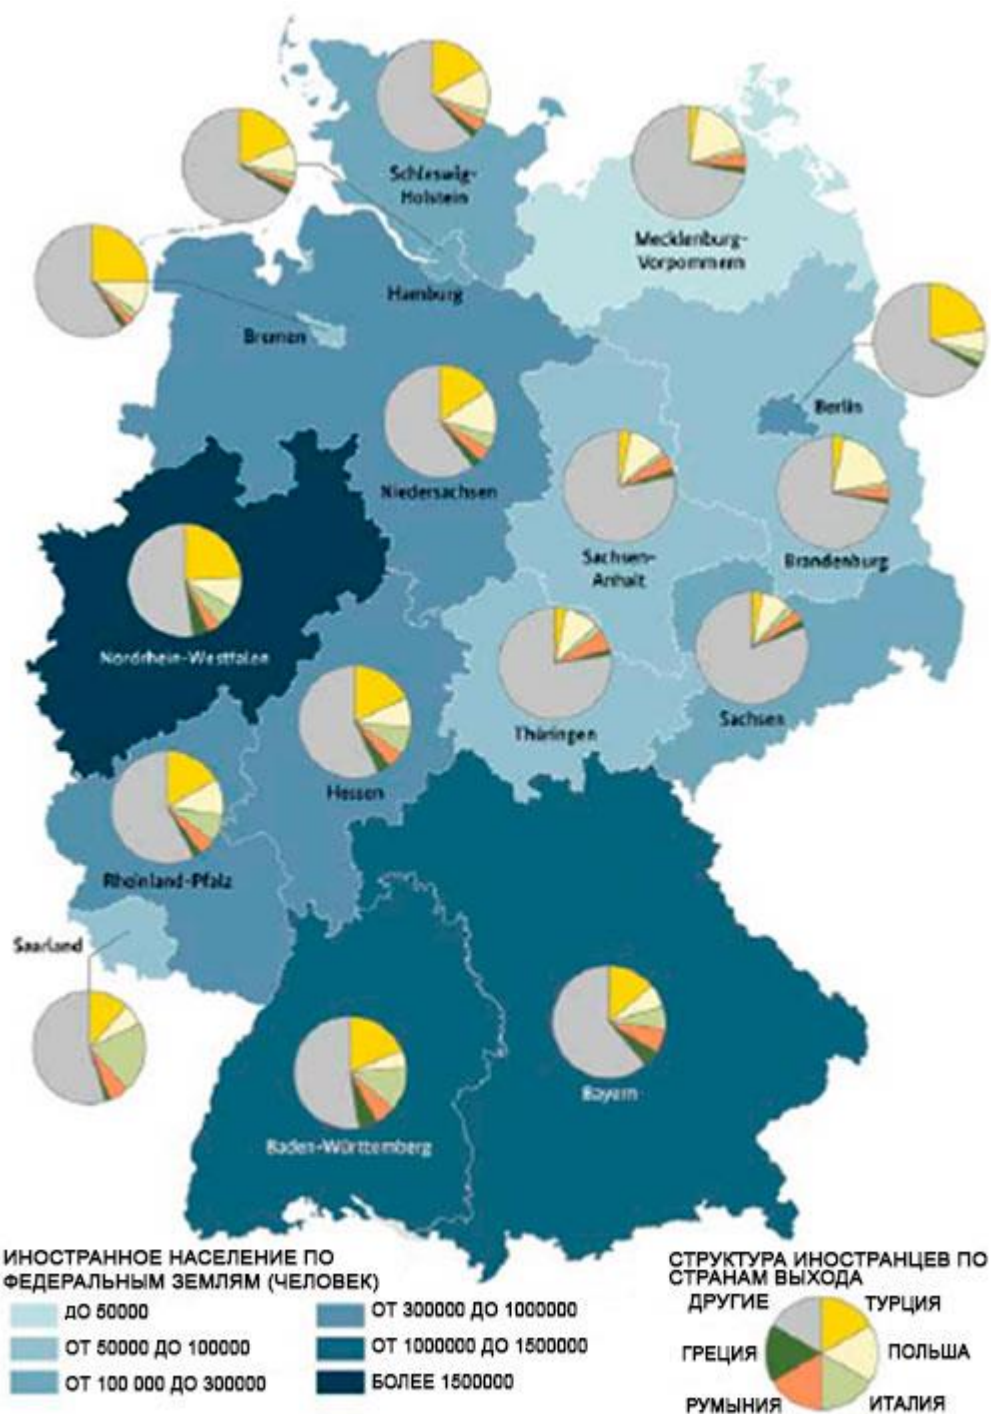 Schleswig-
Holstein
Mecklenburg-
Vorpommern
Hamburg
Bremen
Berlin
Niedersachsen
Sachsen-
Anhalt
Brandenburg
Nordrhein-Westfalen
Thüringen
Sachsen
Hessen
Rheinland-Pfalz
Saarland
Bayern
Baden-Württemberg
ИНОСТРАННОЕ НАСЕЛЕНИЕ ПО
ФЕДЕРАЛЬНЫМ ЗЕМЛЯМ (ЧЕЛОВЕК)
ДО 50000
ОТ 50000 ДО 100000
ОТ 100 000 ДО 300000
ОТ 300000 ДО 1000000
ОТ 1000000 ДО 1500000
БОЛЕЕ 1500000
СТРУКТУРА ИНОСТРАНЦЕВ ПО
СТРАНАМ ВЫХОДА
ДРУГИЕ
ТУРЦИЯ
ГРЕЦИЯ
ПОЛЬША
РУМЫНИЯ
ИТАЛИЯ